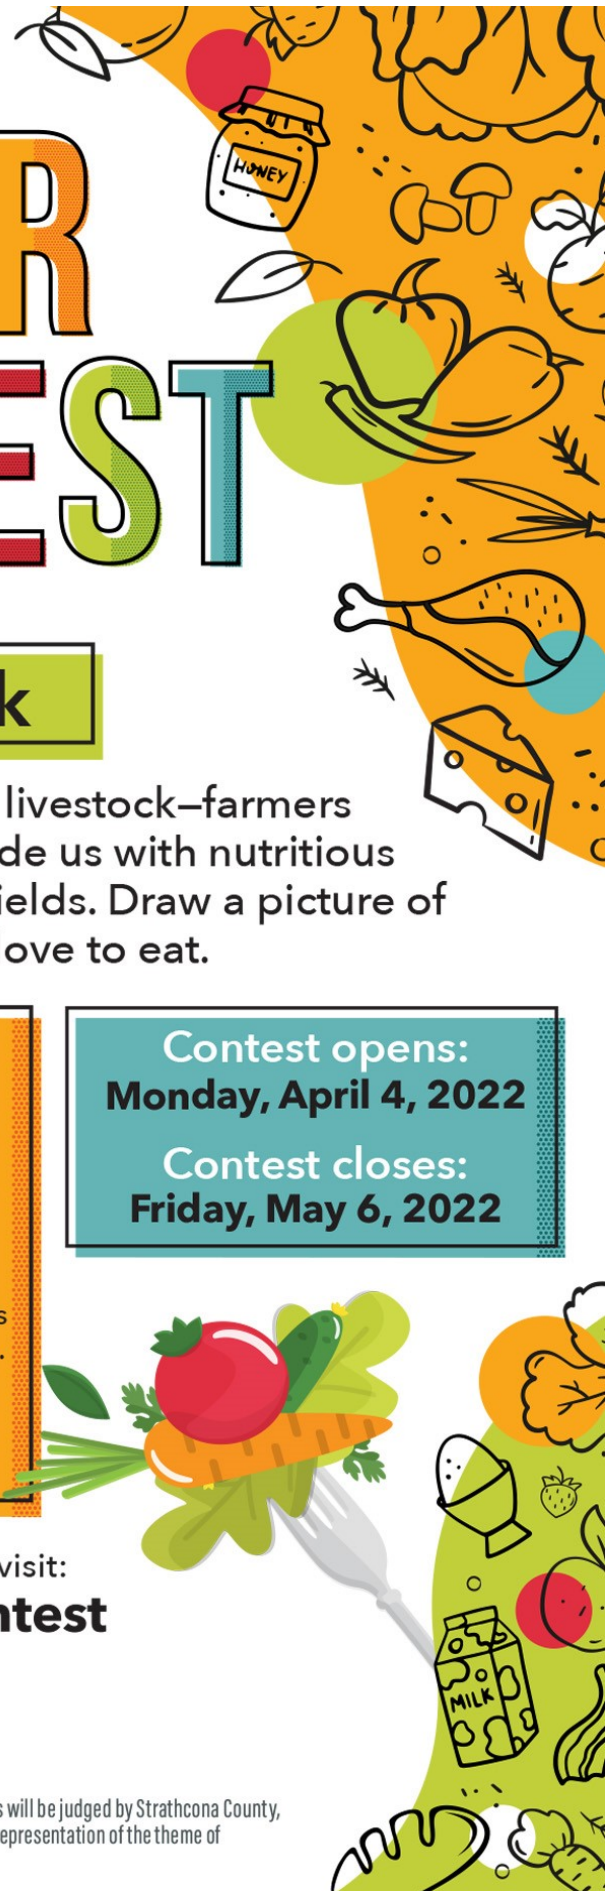 HONEY
R
EST
k
livestock–farmers
de us with nutritious
ields. Draw a picture of
love to eat.
Contest opens:
Monday, April 4, 2022
Contest closes:
Friday, May 6, 2022
s
.
visit:
ntest
MILK
s will be judged by Strathcona County,
epresentation of the theme of